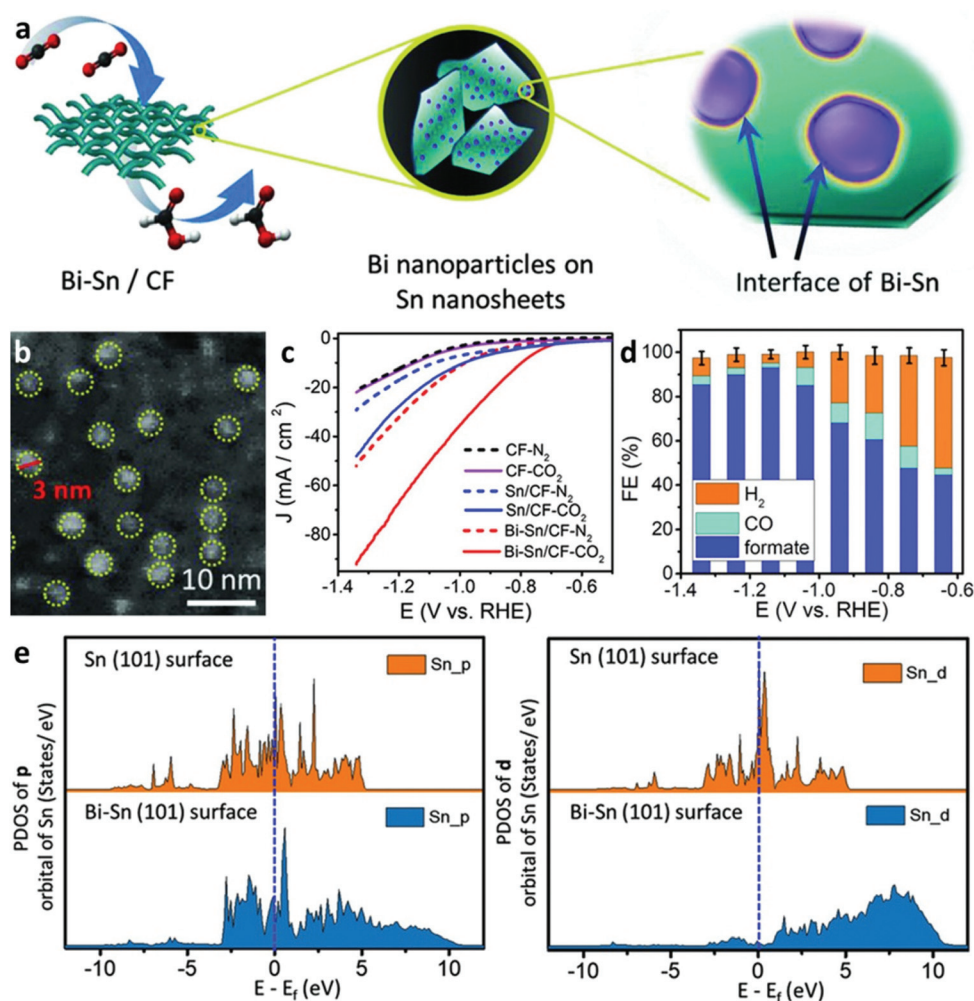 a
Bi-Sn / CF
Bi nanoparticles on
Sn nanosheets
Interface of Bi-Sn
b
3 nm
10 nm
c
0
-20
-40
-60
-80
J (mA / cm²)
CF-N₂
CF-CO₂
Sn/CF-N₂
Sn/CF-CO₂
Bi-Sn/CF-N₂
Bi-Sn/CF-CO₂
-1.4 -1.2 -1.0 -0.8 -0.6
E (V vs. RHE)
d
100
80
60
40
20
0
FE (%)
H₂
CO
formate
-1.4 -1.2 -1.0 -0.8 -0.6
E (V vs. RHE)
e
Sn (101) surface
Sn_p
Bi-Sn (101) surface
Sn_p
PDOS of p
orbital of Sn (States/ eV)
-10 -5 0 5 10
E - E_f (eV)
Sn (101) surface
Sn_d
Bi-Sn (101) surface
Sn_d
PDOS of d
orbital of Sn (States/ eV)
-10 -5 0 5 10
E - E_f (eV)